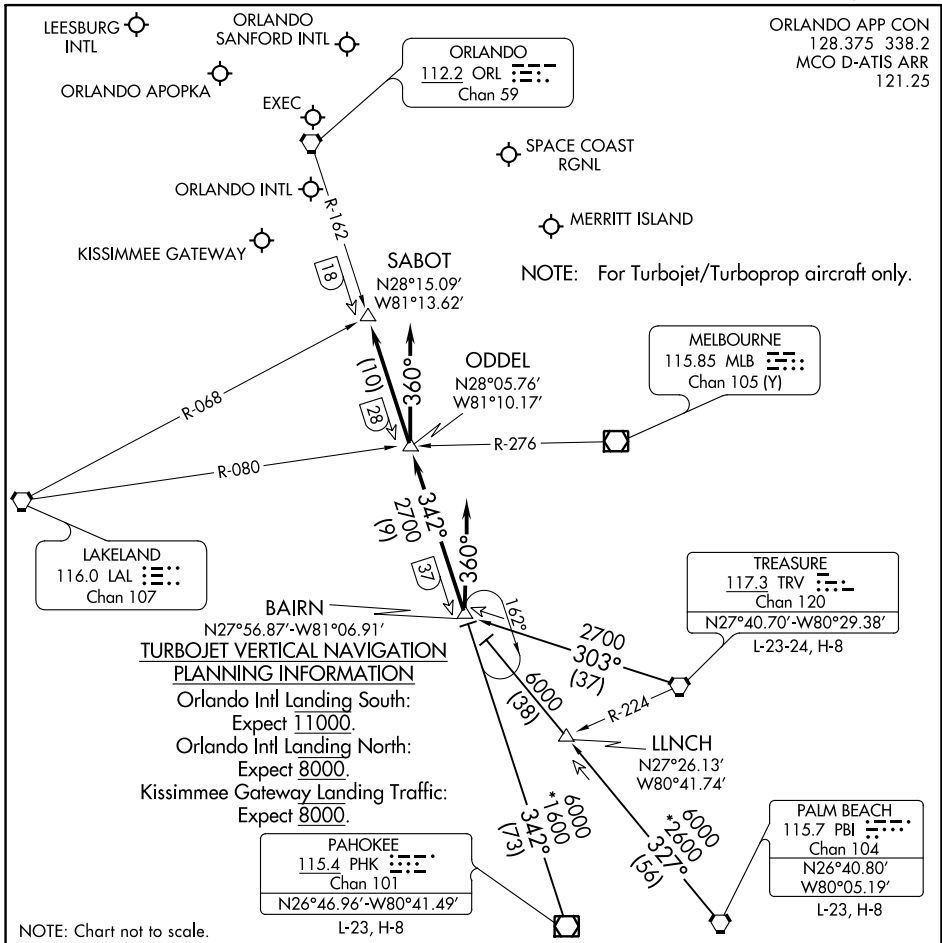 LEESBURG
INTL
ORLANDO
SANFORD INTL
ORLANDO APP CON
128.375 338.2
MCO D-ATIS ARR
121.25
ORLANDO
112.2 ORL
Chan 59
ORLANDO APOPKA
EXEC
SPACE COAST
RGNL
ORLANDO INTL
R-162
MERRITT ISLAND
KISSIMMEE GATEWAY
SABOT
N28°15.09'
W81°13.62'
NOTE: For Turbojet/Turboprop aircraft only.
18
MELBOURNE
115.85 MLB
Chan 105 (Y)
ODDEL
N28°05.76'
W81°10.17'
(10)
360°
28
R-068
R-276
R-080
342°
2700
(9)
LAKELAND
116.0 LAL
Chan 107
37
360°
TREASURE
117.3 TRV
Chan 120
N27°40.70'-W80°29.38'
L-23-24, H-8
BAIRN
N27°56.87'-W81°06.91'
162°
2700
303°
(37)
TURBOJET VERTICAL NAVIGATION
PLANNING INFORMATION
Orlando Intl Landing South:
Expect 11000.
Orlando Intl Landing North:
Expect 8000.
Kissimmee Gateway Landing Traffic:
Expect 8000.
6000
(38)
R-224
LLNCH
N27°26.13'
W80°41.74'
6000
*1600
342°
(73)
6000
*2600
327°
(56)
PALM BEACH
115.7 PBI
Chan 104
N26°40.80'
W80°05.19'
L-23, H-8
PAHOKEE
115.4 PHK
Chan 101
N26°46.96'-W80°41.49'
L-23, H-8
NOTE: Chart not to scale.